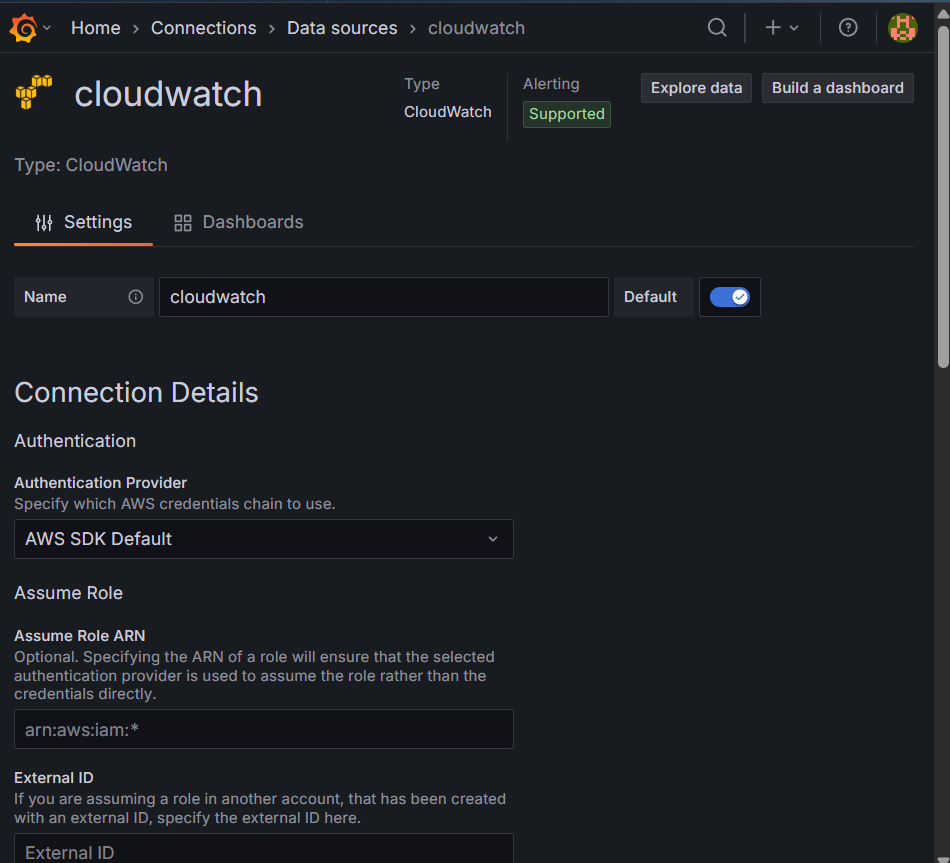 Home › Connections › Data sources › cloudwatch
cloudwatch
Type
CloudWatch
Alerting
Supported
Explore data
Build a dashboard
Type: CloudWatch
Settings
Dashboards
Name
cloudwatch
Default
Connection Details
Authentication
Authentication Provider
Specify which AWS credentials chain to use.
AWS SDK Default
Assume Role
Assume Role ARN
Optional. Specifying the ARN of a role will ensure that the selected
authentication provider is used to assume the role rather than the
credentials directly.
arn:aws:iam:*
External ID
If you are assuming a role in another account, that has been created
with an external ID, specify the external ID here.
External ID